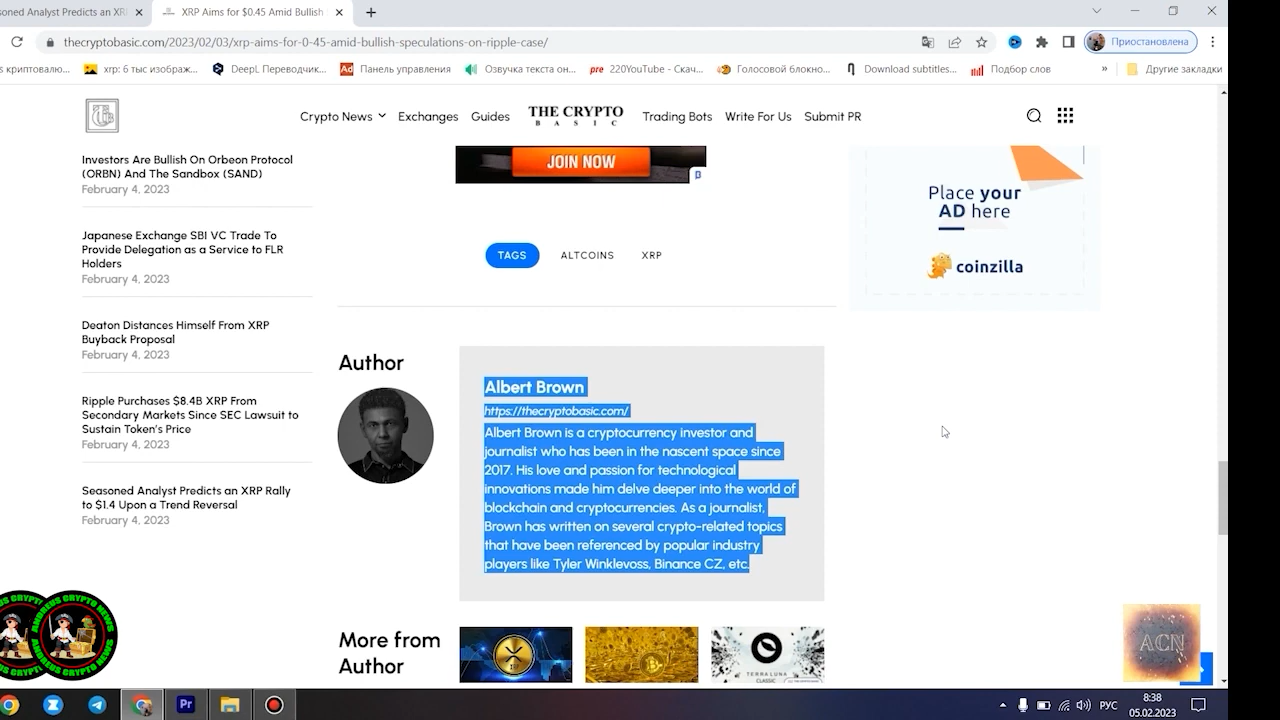 soned Analyst Predicts an XRI
XRP Aims for $0.45 Amid Bullish
thecryptobasic.com/2023/02/03/xrp-aims-for-0-45-amid-bullish-speculations-on-ripple-case/
Приостановлена
s криптовалю...
xrp: 6 тыс изображ...
DeepL Переводчик...
Ad
Панель управления
Озвучка текста он...
pre
220YouTube - Скач...
Голосовой блокно...
Download subtitles...
Подбор слов
»
Другие закладки
Crypto News
Exchanges
Guides
THE CRYPTO
BASIC
Trading Bots
Write For Us
Submit PR
Investors Are Bullish On Orbeon Protocol
(ORBN) And The Sandbox (SAND)
February 4, 2023
Japanese Exchange SBI VC Trade To
Provide Delegation as a Service to FLR
Holders
February 4, 2023
Deaton Distances Himself From XRP
Buyback Proposal
February 4, 2023
Ripple Purchases $8.4B XRP From
Secondary Markets Since SEC Lawsuit to
Sustain Token's Price
February 4, 2023
Seasoned Analyst Predicts an XRP Rally
to $1.4 Upon a Trend Reversal
February 4, 2023
JOIN NOW
TAGS
ALTCOINS
XRP
Place your
AD here
coinzilla
Author
Albert Brown
https://thecryptobasic.com/
Albert Brown is a cryptocurrency investor and
journalist who has been in the nascent space since
2017. His love and passion for technological
innovations made him delve deeper into the world of
blockchain and cryptocurrencies. As a journalist,
Brown has written on several crypto-related topics
that have been referenced by popular industry
players like Tyler Winklevoss, Binance CZ, etc.
More from
Author
TERRA LUNA
CLASSIC
ANDREUS CRYPTO NEWS
ACN
Pr
РУС
8:38
05.02.2023